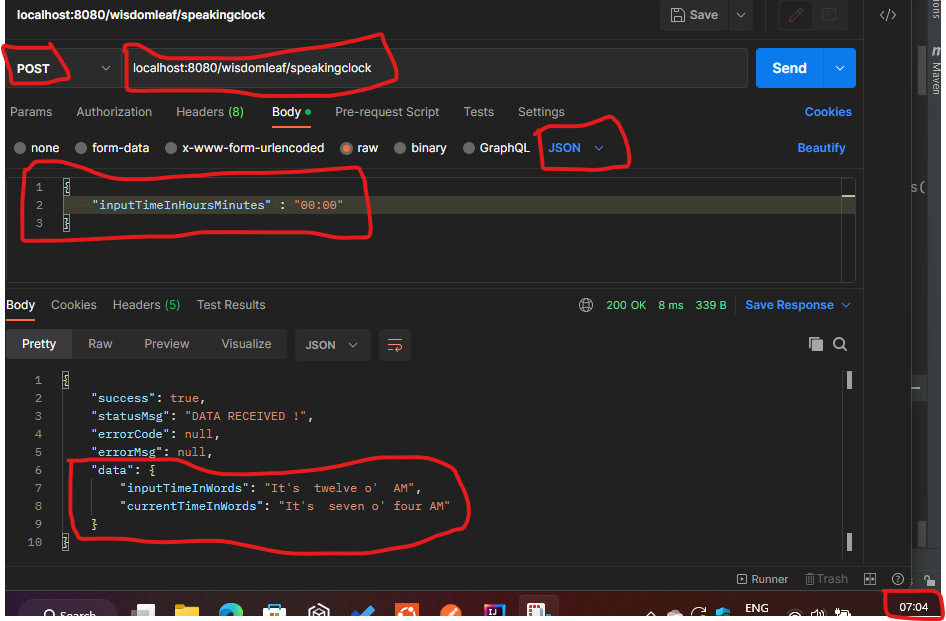 localhost:8080/wisdomleaf/speakingclock
Save
ons
POST
localhost:8080/wisdomleaf/speakingclock
Send
m
Maven
Params Authorization Headers (8) Body Pre-request Script Tests Settings Cookies
none form-data x-www-form-urlencoded raw binary GraphQL JSON Beautify
1 {
s(
2 "inputTimeInHoursMinutes" : "00:00"
3 }
Body Cookies Headers (5) Test Results 200 OK 8 ms 339 B Save Response
Pretty Raw Preview Visualize JSON
1 {
2 "success": true,
3 "statusMsg": "DATA RECEIVED !",
4 "errorCode": null,
5 "errorMsg": null,
6 "data": {
7 "inputTimeInWords": "It's  twelve o'  AM",
8 "currentTimeInWords": "It's  seven o' four AM"
9 }
10 }
Runner Trash
Search
ENG
07:04